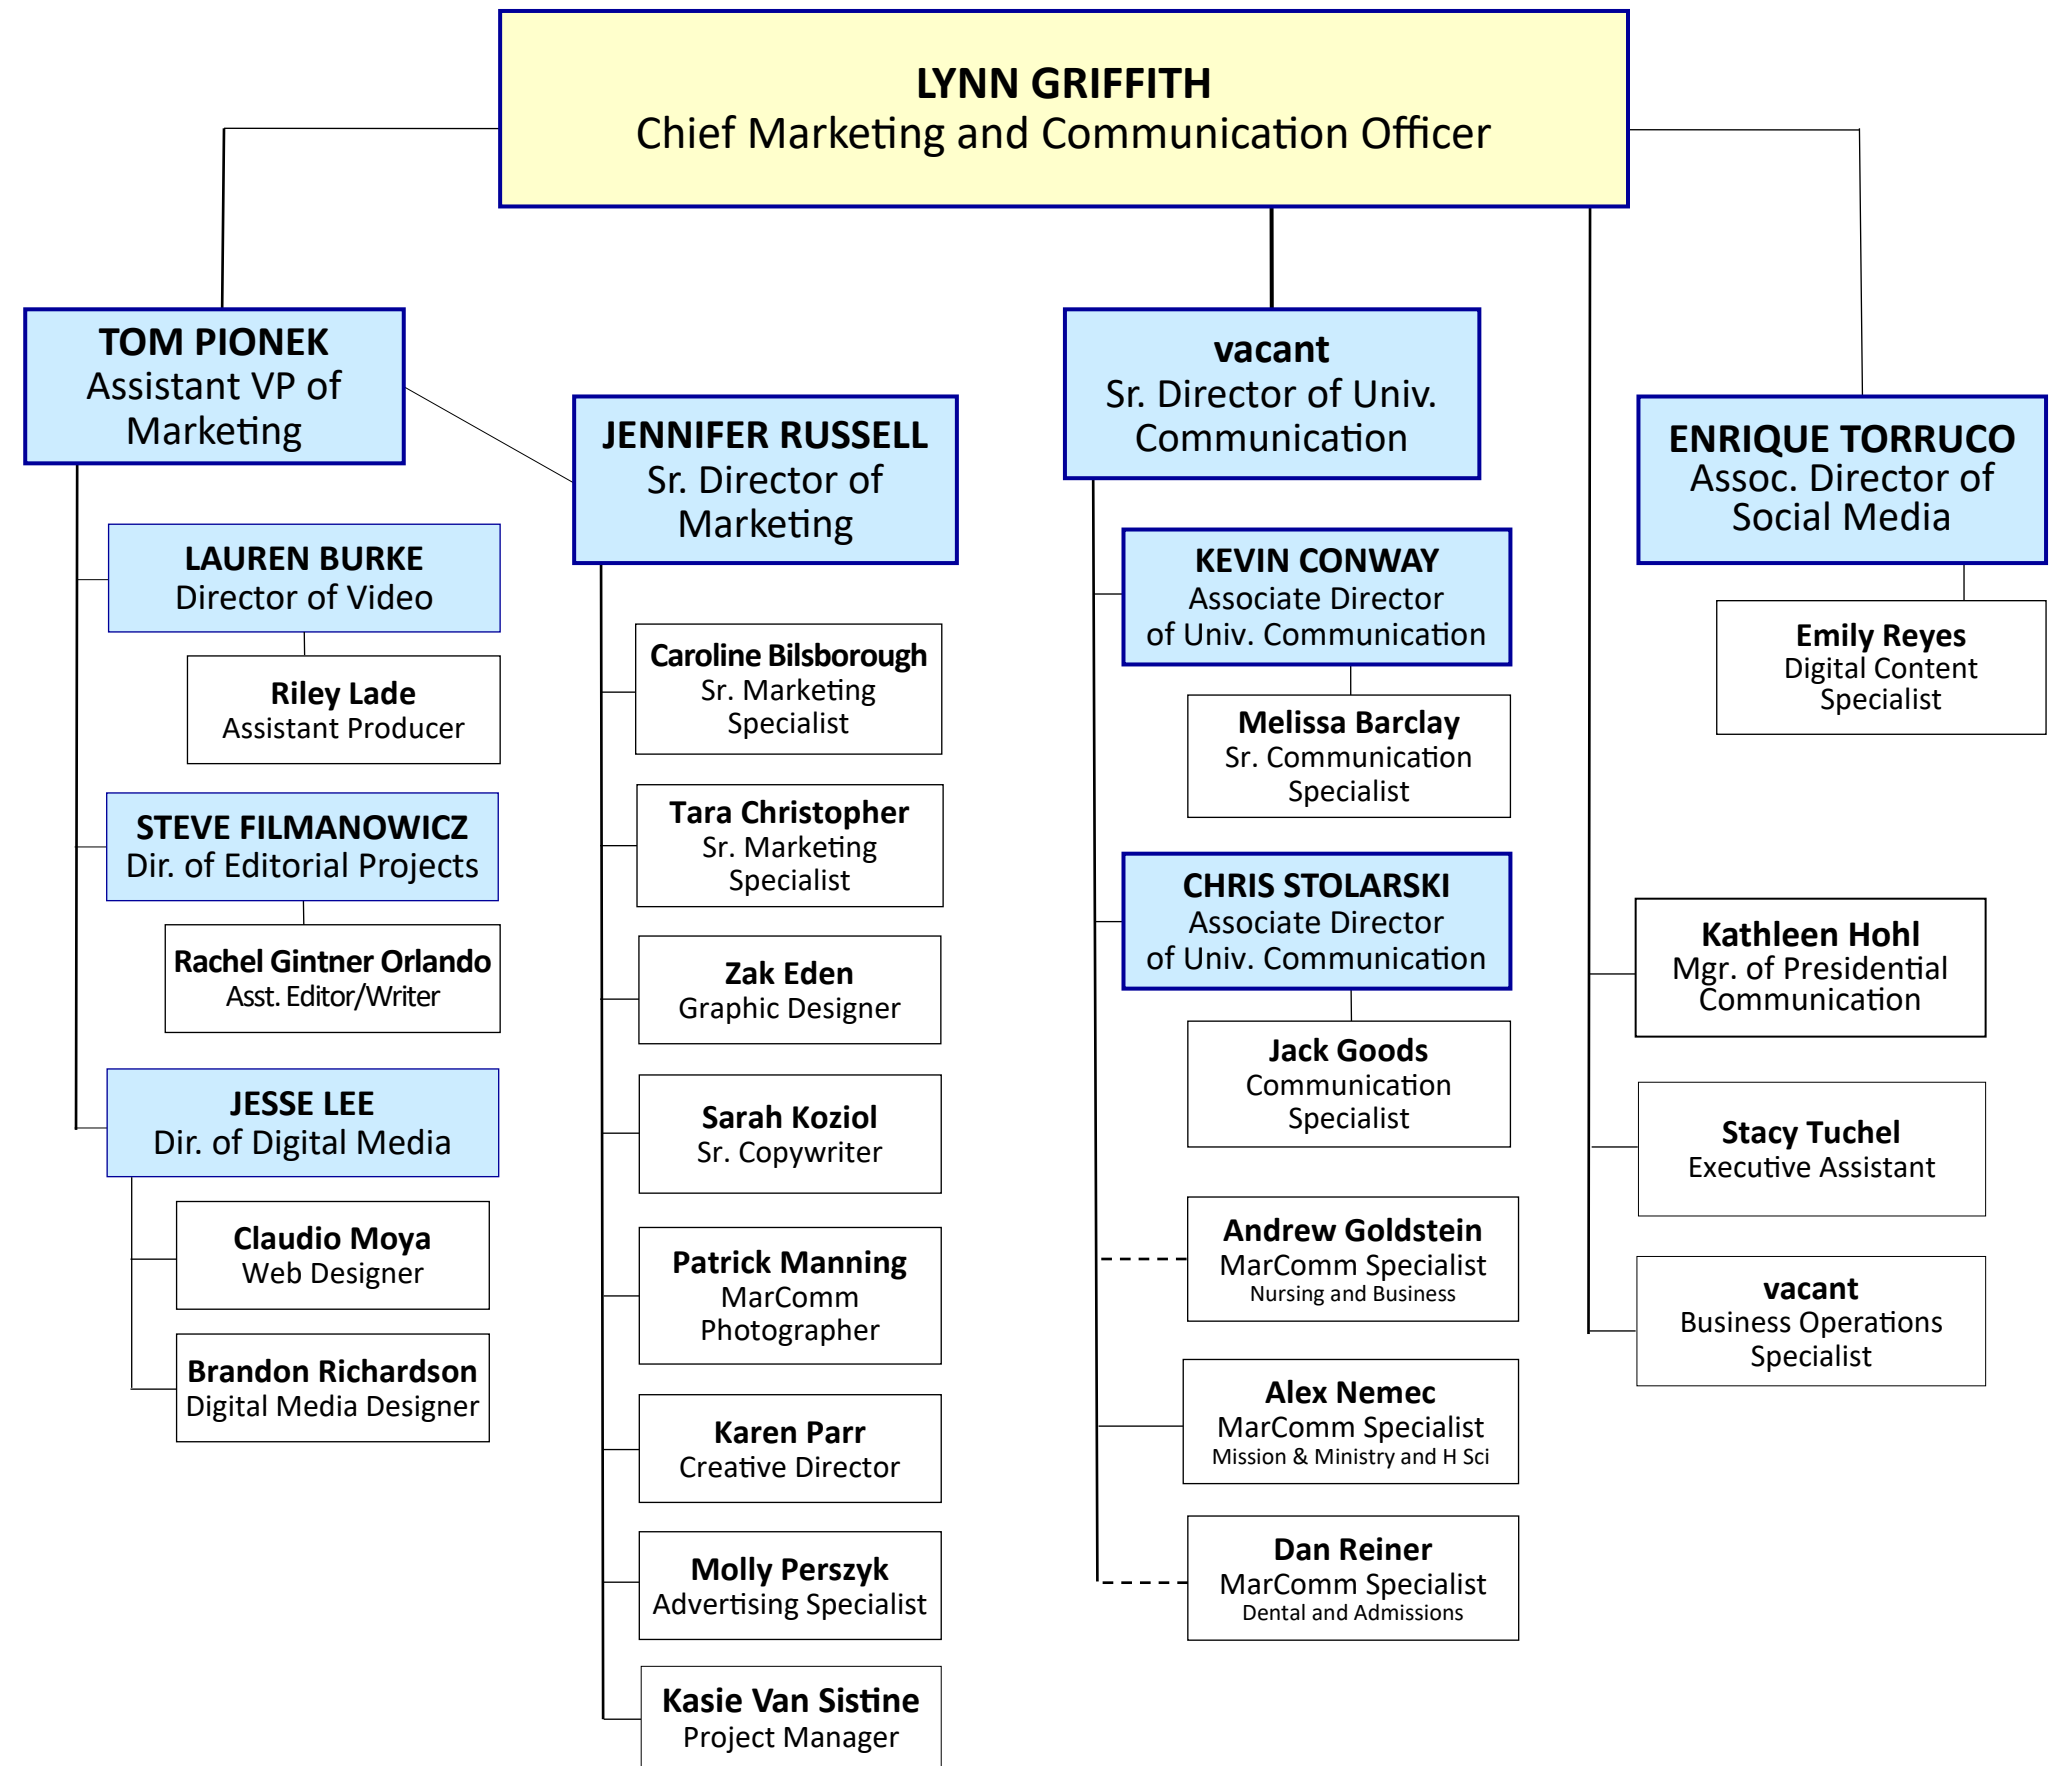 LYNN GRIFFITH
Chief Marketing and Communication Officer
TOM PIONEK
Assistant VP of
Marketing
LAUREN BURKE
Director of Video
Riley Lade
Assistant Producer
STEVE FILMANOWICZ
Dir. of Editorial Projects
Rachel Gintner Orlando
Asst. Editor/Writer
JESSE LEE
Dir. of Digital Media
Claudio Moya
Web Designer
Brandon Richardson
Digital Media Designer
JENNIFER RUSSELL
Sr. Director of
Marketing
Caroline Bilsborough
Sr. Marketing
Specialist
Tara Christopher
Sr. Marketing
Specialist
Zak Eden
Graphic Designer
Sarah Koziol
Sr. Copywriter
Patrick Manning
MarComm
Photographer
Karen Parr
Creative Director
Molly Perszyk
Advertising Specialist
Kasie Van Sistine
Project Manager
vacant
Sr. Director of Univ.
Communication
KEVIN CONWAY
Associate Director
of Univ. Communication
Melissa Barclay
Sr. Communication
Specialist
CHRIS STOLARSKI
Associate Director
of Univ. Communication
Jack Goods
Communication
Specialist
Andrew Goldstein
MarComm Specialist
Nursing and Business
Alex Nemec
MarComm Specialist
Mission & Ministry and H Sci
Dan Reiner
MarComm Specialist
Dental and Admissions
ENRIQUE TORRUCO
Assoc. Director of
Social Media
Emily Reyes
Digital Content
Specialist
Kathleen Hohl
Mgr. of Presidential
Communication
Stacy Tuchel
Executive Assistant
vacant
Business Operations
Specialist